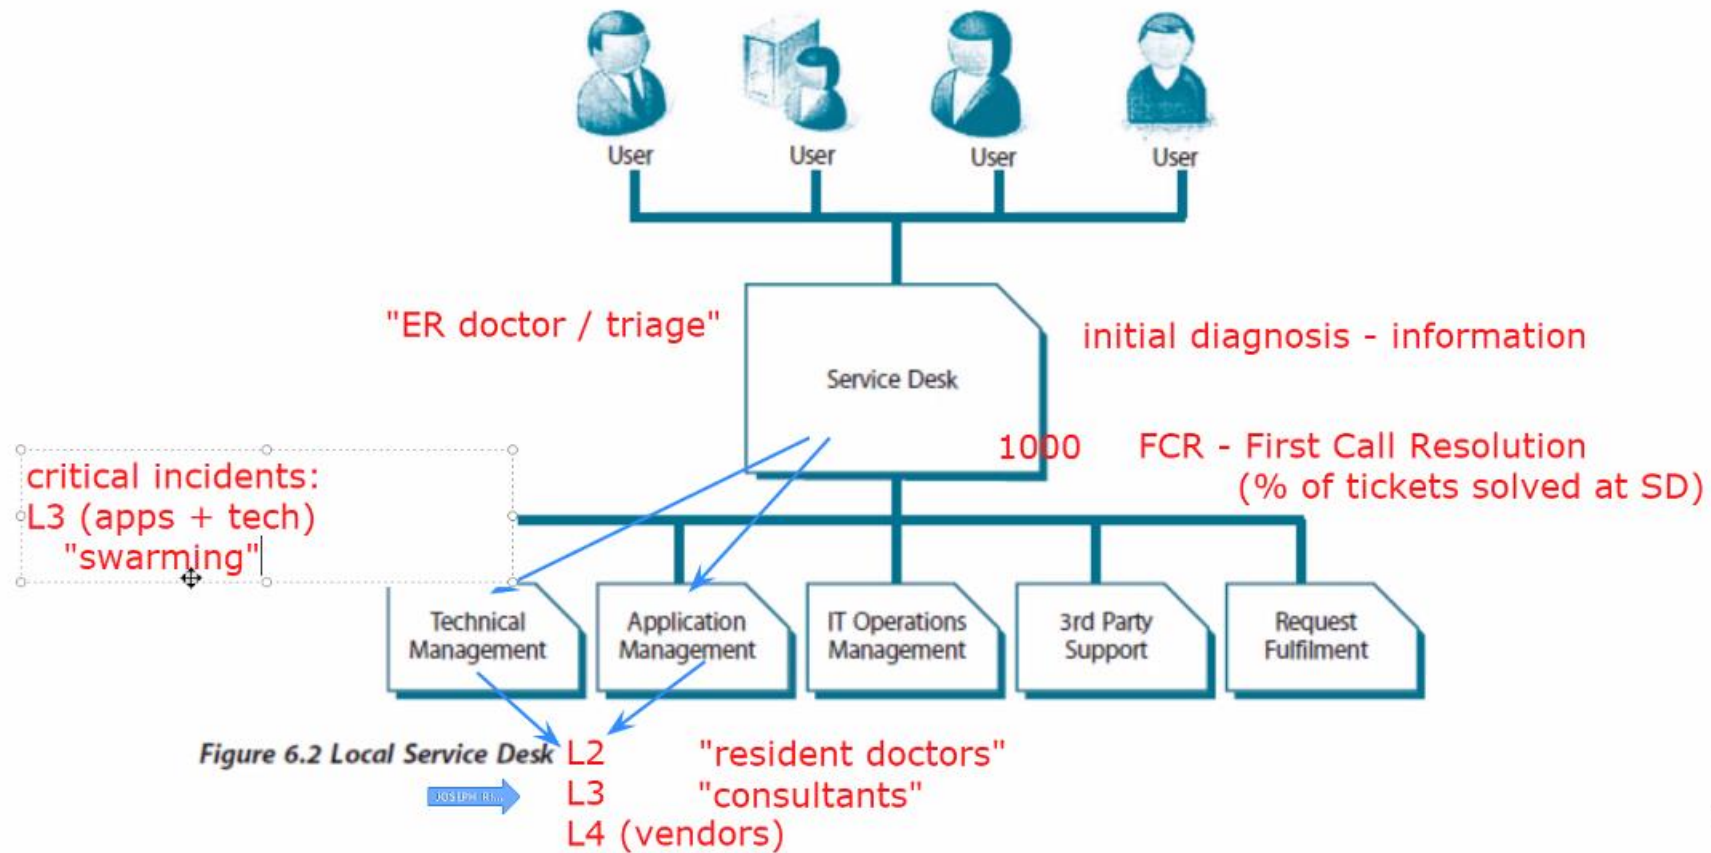 User User User User
"ER doctor / triage"
initial diagnosis - information
Service Desk
1000 FCR - First Call Resolution
(% of tickets solved at SD)
critical incidents:
L3 (apps + tech)
"swarming"
Technical
Management
Application
Management
IT Operations
Management
3rd Party
Support
Request
Fulfilment
Figure 6.2 Local Service Desk
L2 "resident doctors"
JOSEPH
L3 "consultants"
L4 (vendors)